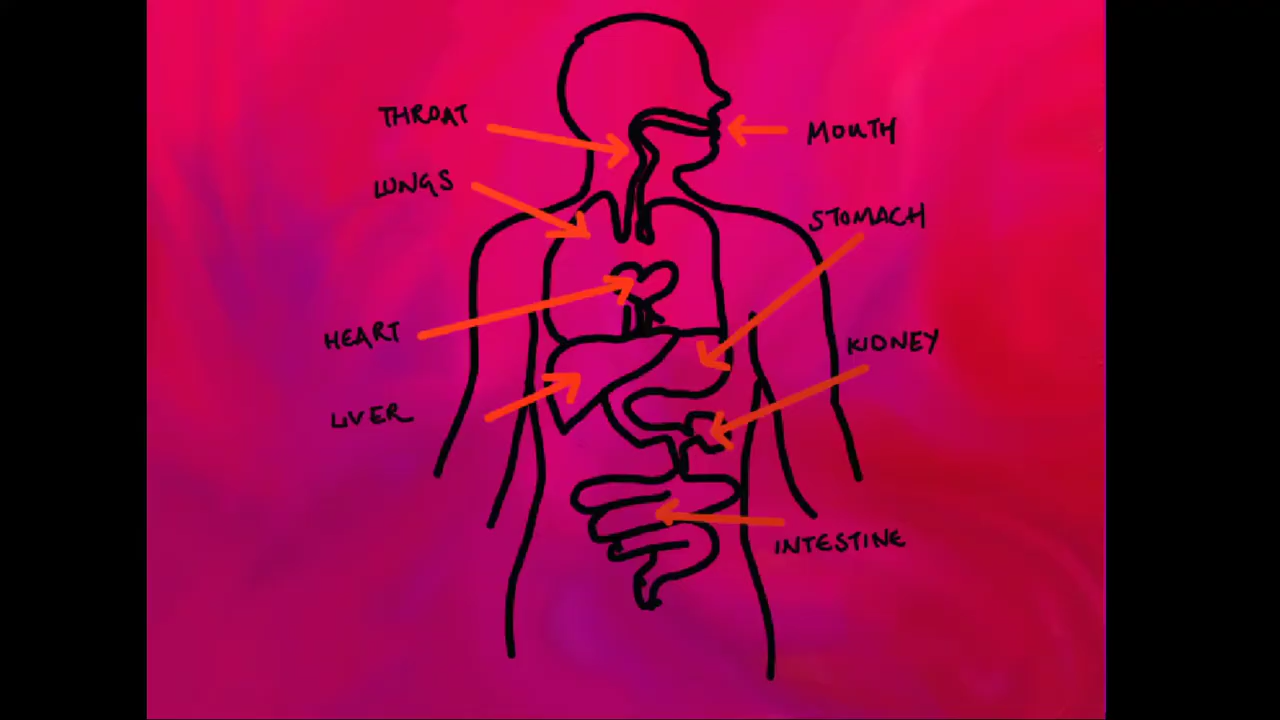 THROAT
MOUTH
LUNGS
STOMACH
HEART
KIDNEY
LIVER
INTESTINE